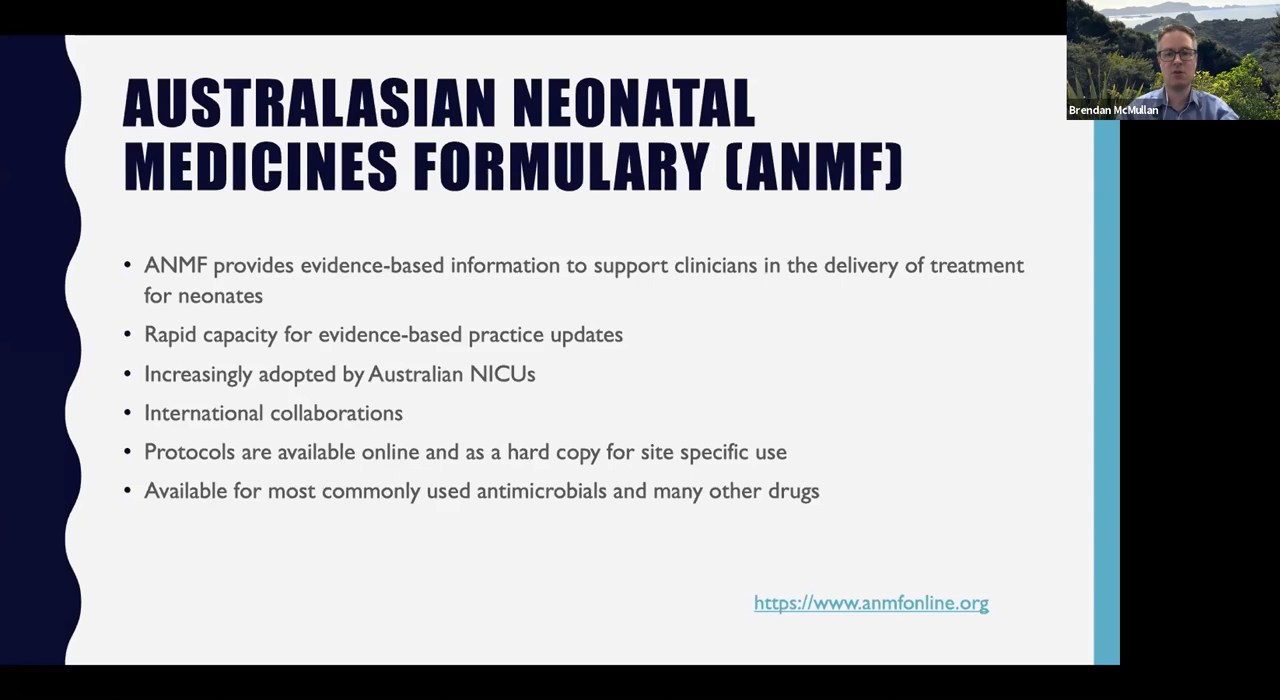 AUSTRALASIAN NEONATAL
MEDICINES FORMULARY (ANMF)
• ANMF provides evidence-based information to support clinicians in the delivery of treatment
for neonates
• Rapid capacity for evidence-based practice updates
• Increasingly adopted by Australian NICUs
• International collaborations
• Protocols are available online and as a hard copy for site specific use
• Available for most commonly used antimicrobials and many other drugs
https://www.anmfonline.org
Brendan McMullan